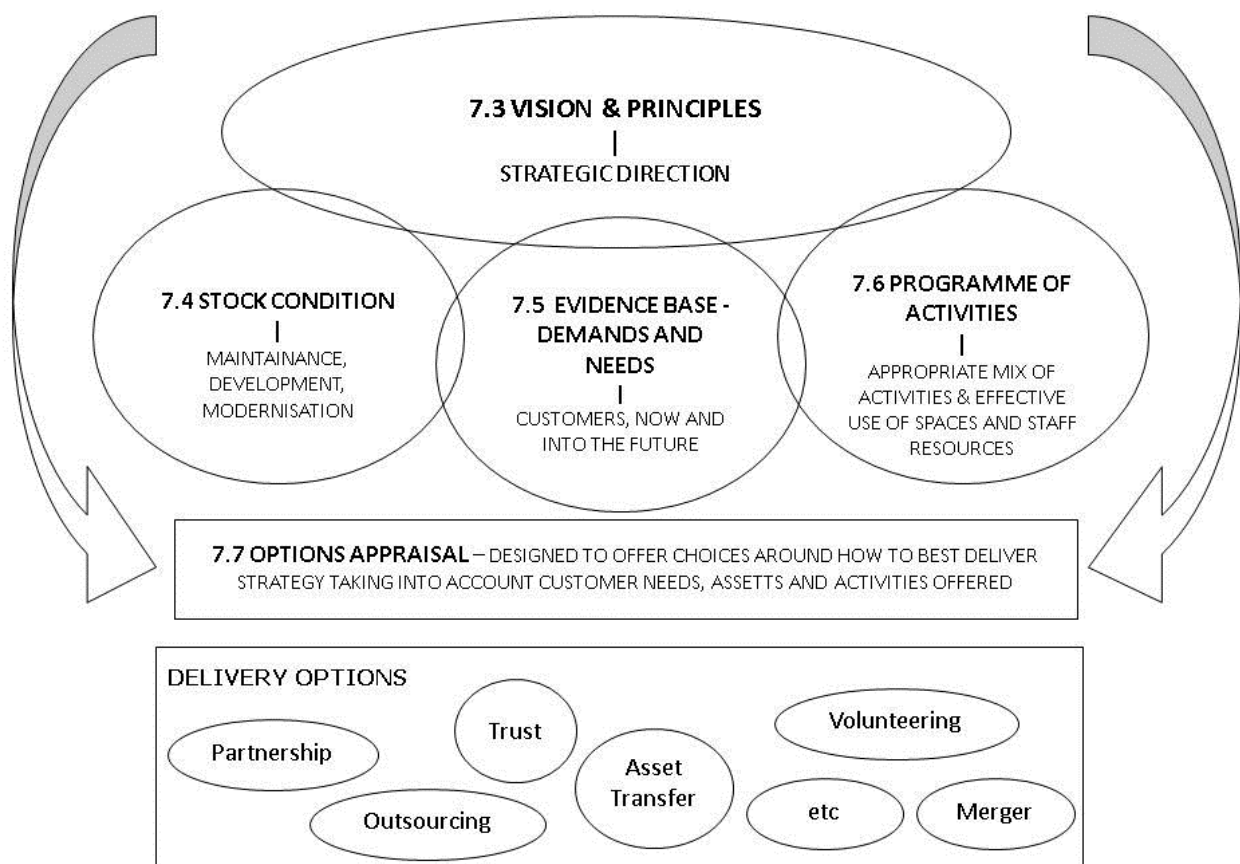 7.3 VISION & PRINCIPLES
STRATEGIC DIRECTION
7.4 STOCK CONDITION
MAINTAINANCE,
DEVELOPMENT,
MODERNISATION
7.5 EVIDENCE BASE -
DEMANDS AND
NEEDS
CUSTOMERS, NOW AND
INTO THE FUTURE
7.6 PROGRAMME OF
ACTIVITIES
APPROPRIATE MIX OF
ACTIVITIES & EFFECTIVE
USE OF SPACES AND STAFF
RESOURCES
7.7 OPTIONS APPRAISAL – DESIGNED TO OFFER CHOICES AROUND HOW TO BEST DELIVER
STRATEGY TAKING INTO ACCOUNT CUSTOMER NEEDS, ASSETTS AND ACTIVITIES OFFERED
DELIVERY OPTIONS
Partnership
Trust
Volunteering
Asset
Transfer
Outsourcing
etc
Merger